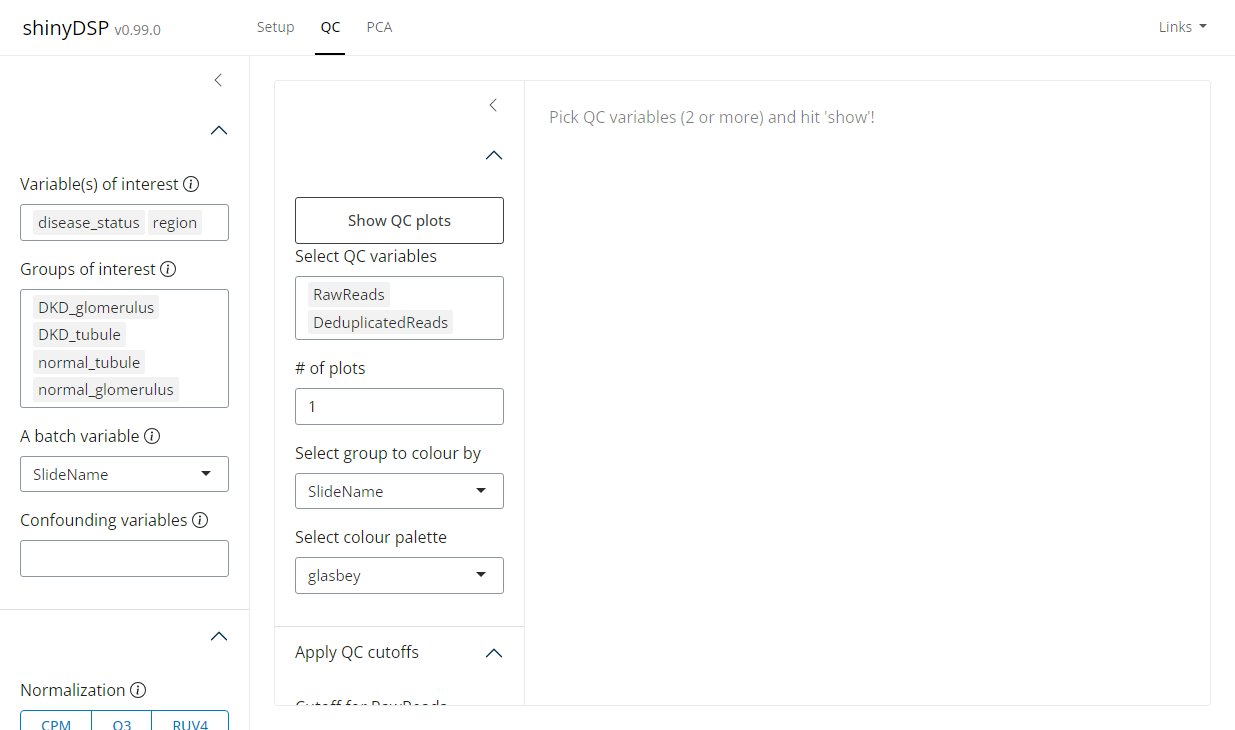 shinyDSP v0.99.0
Setup QC PCA
Links
Variable(s) of interest
disease_status region
Groups of interest
DKD_glomerulus
DKD_tubule
normal_tubule
normal_glomerulus
A batch variable
SlideName
Confounding variables
Normalization
CPM Q3 RUV4
Show QC plots
Select QC variables
RawReads
DeduplicatedReads
# of plots
1
Select group to colour by
SlideName
Select colour palette
glasbey
Apply QC cutoffs
Cutoff for RawReads
Pick QC variables (2 or more) and hit 'show'!